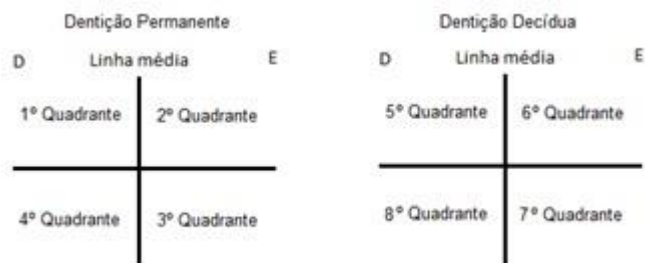 Dentição Permanente
D Linha média E
1º Quadrante 2º Quadrante
4º Quadrante 3º Quadrante
Dentição Decídua
D Linha média E
5º Quadrante 6º Quadrante
8º Quadrante 7º Quadrante